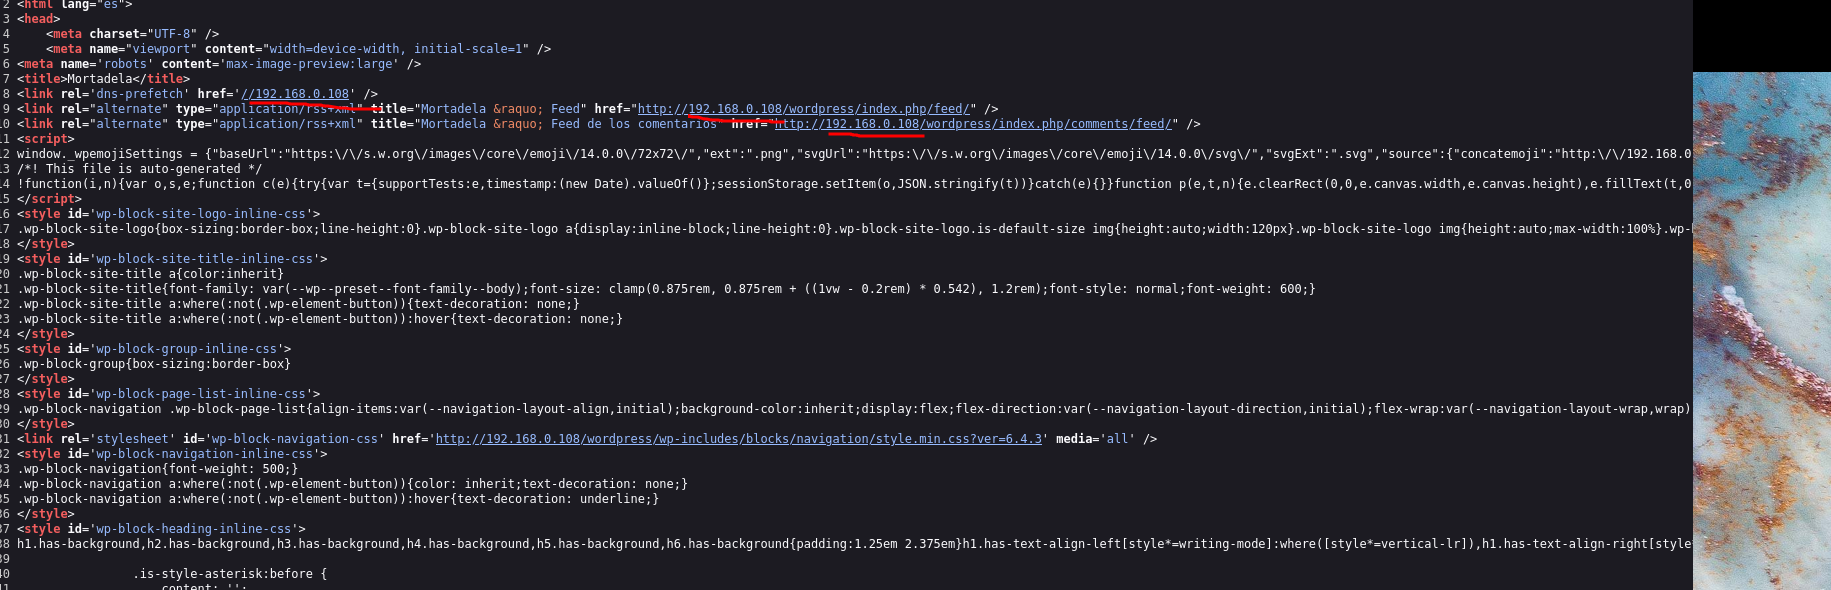 2 <html lang="es">
3 <head>
4     <meta charset="UTF-8" />
5     <meta name="viewport" content="width=device-width, initial-scale=1" />
6 <meta name='robots' content='max-image-preview:large' />
7 <title>Mortadela</title>
8 <link rel='dns-prefetch' href='//192.168.0.108' />
9 <link rel="alternate" type="application/rss+xml" title="Mortadela &raquo; Feed" href="http://192.168.0.108/wordpress/index.php/feed/" />
10 <link rel="alternate" type="application/rss+xml" title="Mortadela &raquo; Feed de los comentarios" href="http://192.168.0.108/wordpress/index.php/comments/feed/" />
11 <script>
12 window._wpemojiSettings = {"baseUrl":"https:\/\/s.w.org\/images\/core\/emoji\/14.0.0\/72x72\/","ext":".png","svgUrl":"https:\/\/s.w.org\/images\/core\/emoji\/14.0.0\/svg\/","svgExt":".svg","source":{"concatemoji":"http:\/\/192.168.0
13 /*! This file is auto-generated */
14 !function(i,n){var o,s,e;function c(e){try{var t={supportTests:e,timestamp:(new Date).valueOf()};sessionStorage.setItem(o,JSON.stringify(t))}catch(e){}}function p(e,t,n){e.clearRect(0,0,e.canvas.width,e.canvas.height),e.fillText(t,0
15 </script>
16 <style id='wp-block-site-logo-inline-css'>
17 .wp-block-site-logo{box-sizing:border-box;line-height:0}.wp-block-site-logo a{display:inline-block;line-height:0}.wp-block-site-logo.is-default-size img{height:auto;width:120px}.wp-block-site-logo img{height:auto;max-width:100%}.wp-
18 </style>
19 <style id='wp-block-site-title-inline-css'>
20 .wp-block-site-title a{color:inherit}
21 .wp-block-site-title{font-family: var(--wp--preset--font-family--body);font-size: clamp(0.875rem, 0.875rem + ((1vw - 0.2rem) * 0.542), 1.2rem);font-style: normal;font-weight: 600;}
22 .wp-block-site-title a:where(:not(.wp-element-button)){text-decoration: none;}
23 .wp-block-site-title a:where(:not(.wp-element-button)):hover{text-decoration: none;}
24 </style>
25 <style id='wp-block-group-inline-css'>
26 .wp-block-group{box-sizing:border-box}
27 </style>
28 <style id='wp-block-page-list-inline-css'>
29 .wp-block-navigation .wp-block-page-list{align-items:var(--navigation-layout-align,initial);background-color:inherit;display:flex;flex-direction:var(--navigation-layout-direction,initial);flex-wrap:var(--navigation-layout-wrap,wrap)
30 </style>
31 <link rel='stylesheet' id='wp-block-navigation-css' href='http://192.168.0.108/wordpress/wp-includes/blocks/navigation/style.min.css?ver=6.4.3' media='all' />
32 <style id='wp-block-navigation-inline-css'>
33 .wp-block-navigation{font-weight: 500;}
34 .wp-block-navigation a:where(:not(.wp-element-button)){color: inherit;text-decoration: none;}
35 .wp-block-navigation a:where(:not(.wp-element-button)):hover{text-decoration: underline;}
36 </style>
37 <style id='wp-block-heading-inline-css'>
38 h1.has-background,h2.has-background,h3.has-background,h4.has-background,h5.has-background,h6.has-background{padding:1.25em 2.375em}h1.has-text-align-left[style*=writing-mode]:where([style*=vertical-lr]),h1.has-text-align-right[style
39
40                 .is-style-asterisk:before {
41                     content: '';